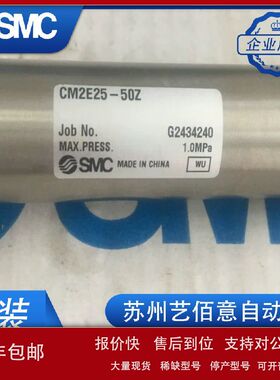 SMC
企业
CM2E25-50Z
Job No. G2434240
MAX.PRESS. 1.0MPa
SMC MADE IN CHINA WU
装
苏州艺佰意自动
年包邮
报价快 售后到位 支持对公
大量现货 稀缺型号 停产型号